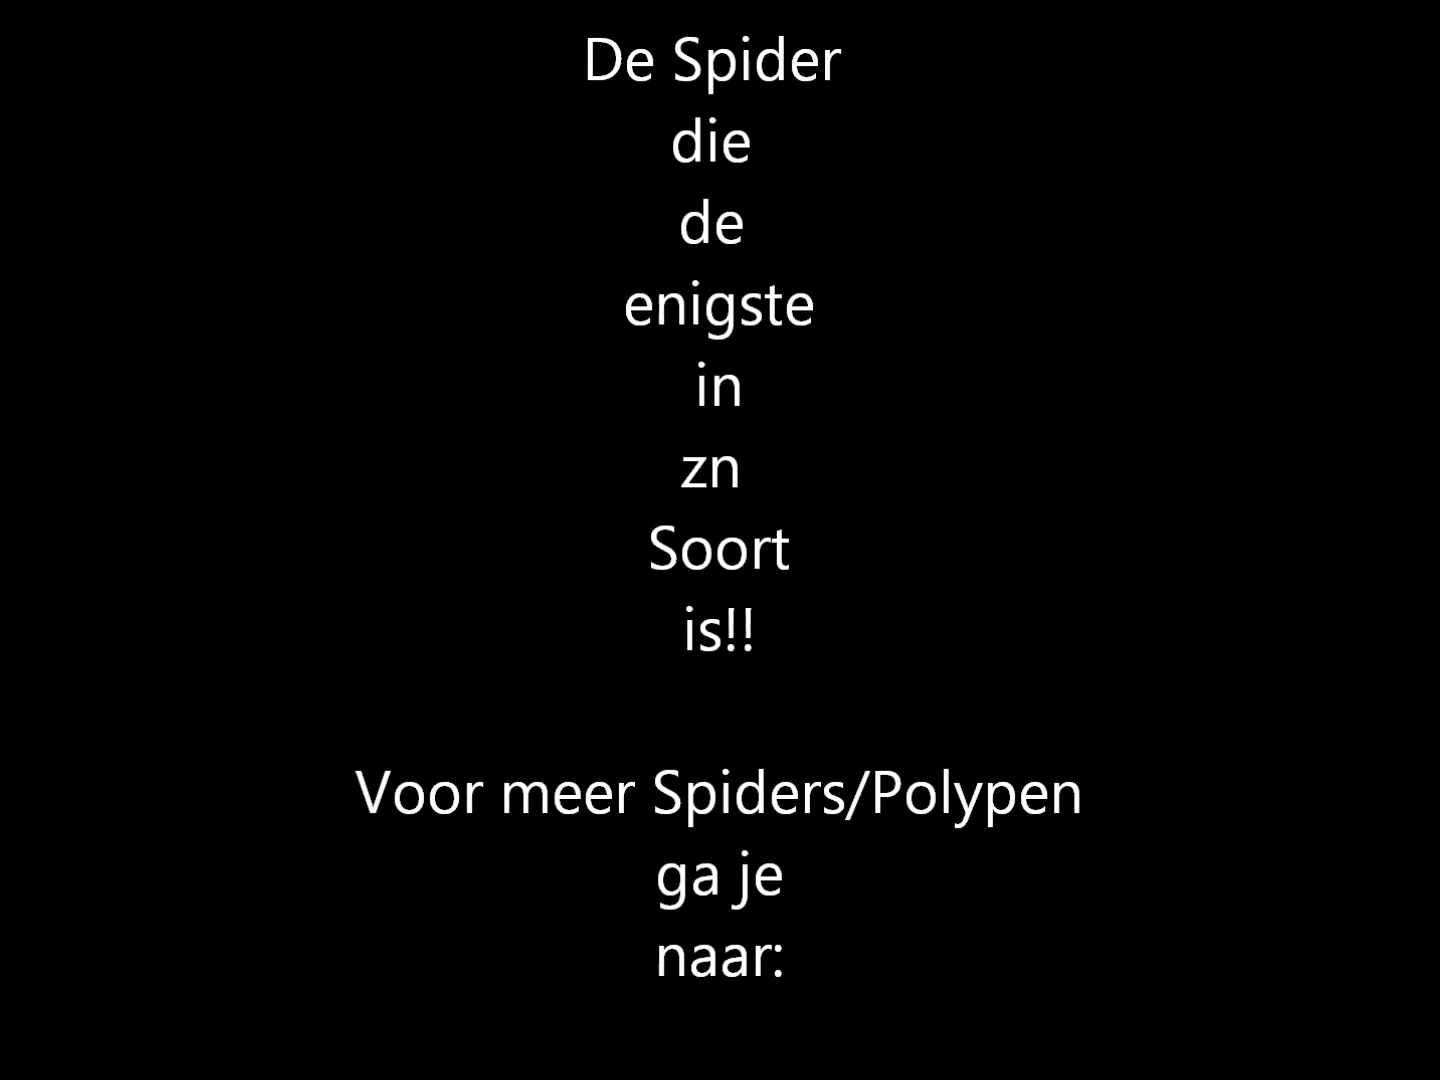 De Spider
die
de
enigste
in
zn
Soort
is!!
Voor meer Spiders/Polypen
ga je
naar: